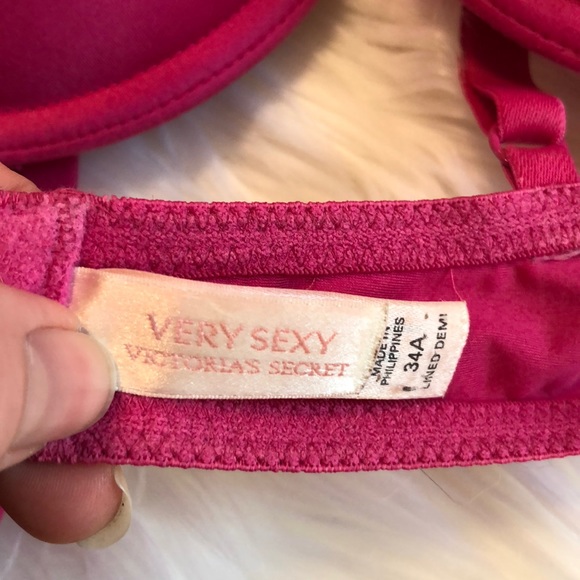 VERY SEXY
VICTORIA'S SECRET
MADE IN
PHILIPPINES
34A
LINED DEMI